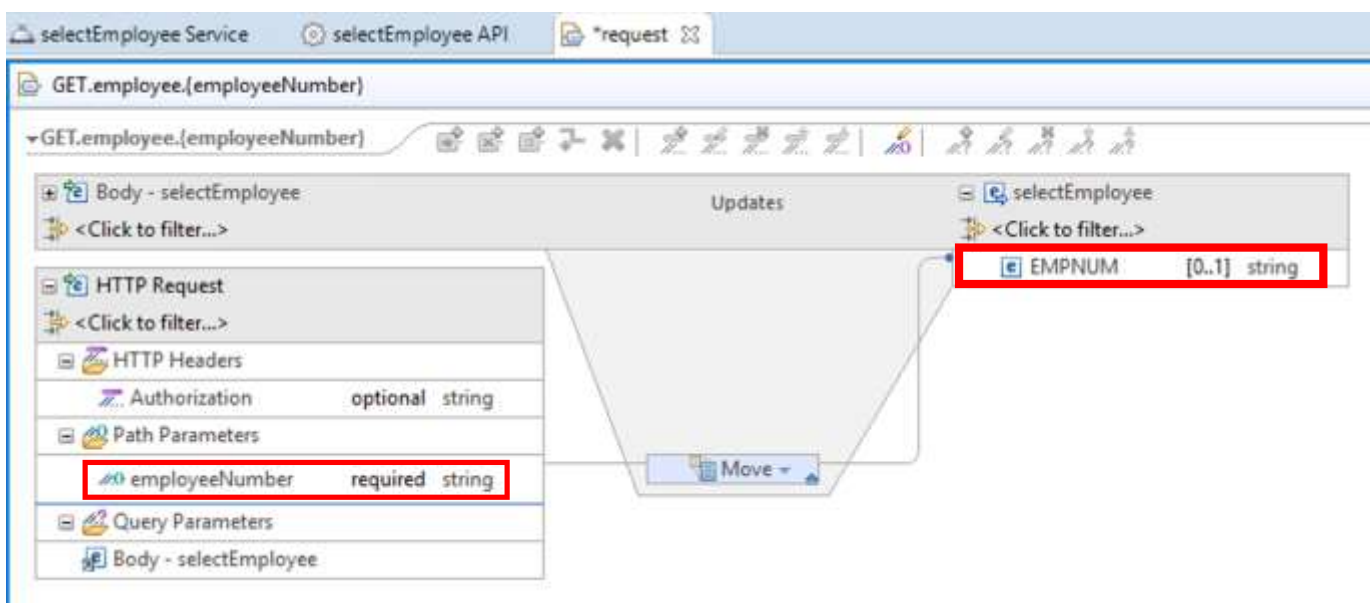 selectEmployee Service selectEmployee API *request
GET.employee.{employeeNumber}
GET.employee.{employeeNumber}
Body - selectEmployee
<Click to filter...>
Updates
selectEmployee
<Click to filter...>
EMPNUM [0..1] string
HTTP Request
<Click to filter...>
HTTP Headers
Authorization optional string
Path Parameters
employeeNumber required string
Move
Query Parameters
Body - selectEmployee